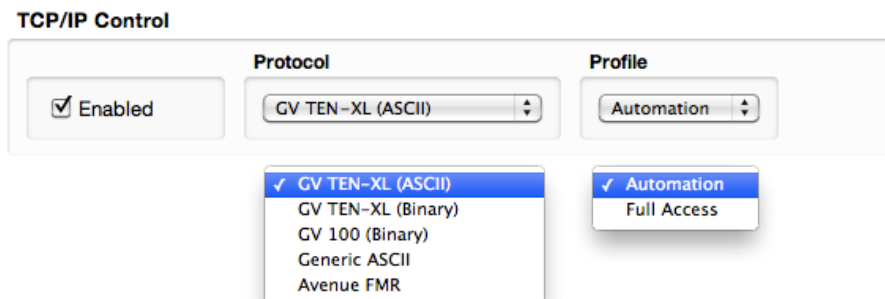 TCP/IP Control
Protocol Profile
Enabled GV TEN-XL (ASCII) Automation
✓ GV TEN-XL (ASCII) ✓ Automation
GV TEN-XL (Binary) Full Access
GV 100 (Binary)
Generic ASCII
Avenue FMR